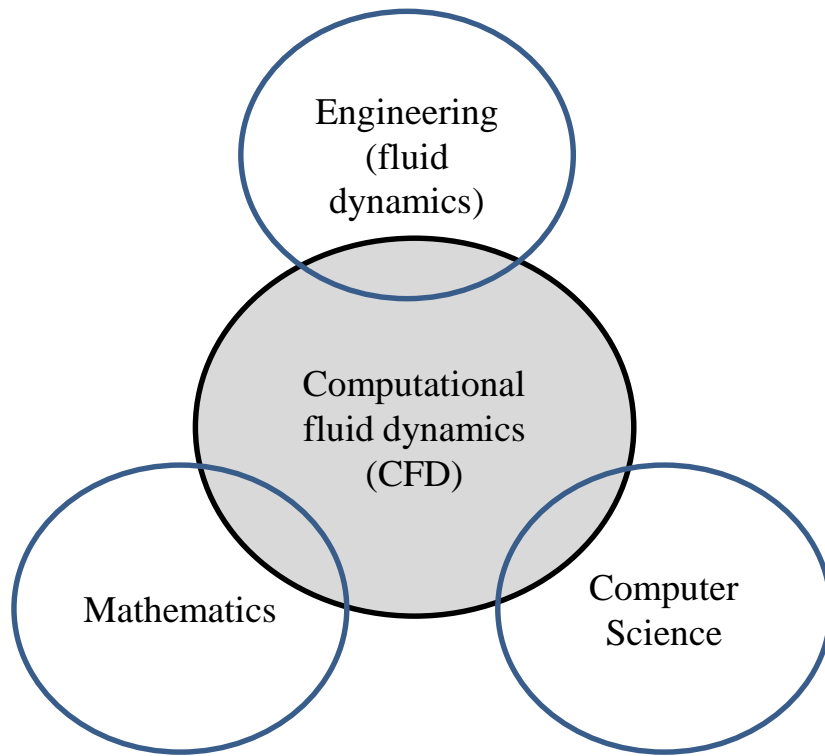 Engineering
(fluid
dynamics)
Computational
fluid dynamics
(CFD)
Mathematics
Computer
Science